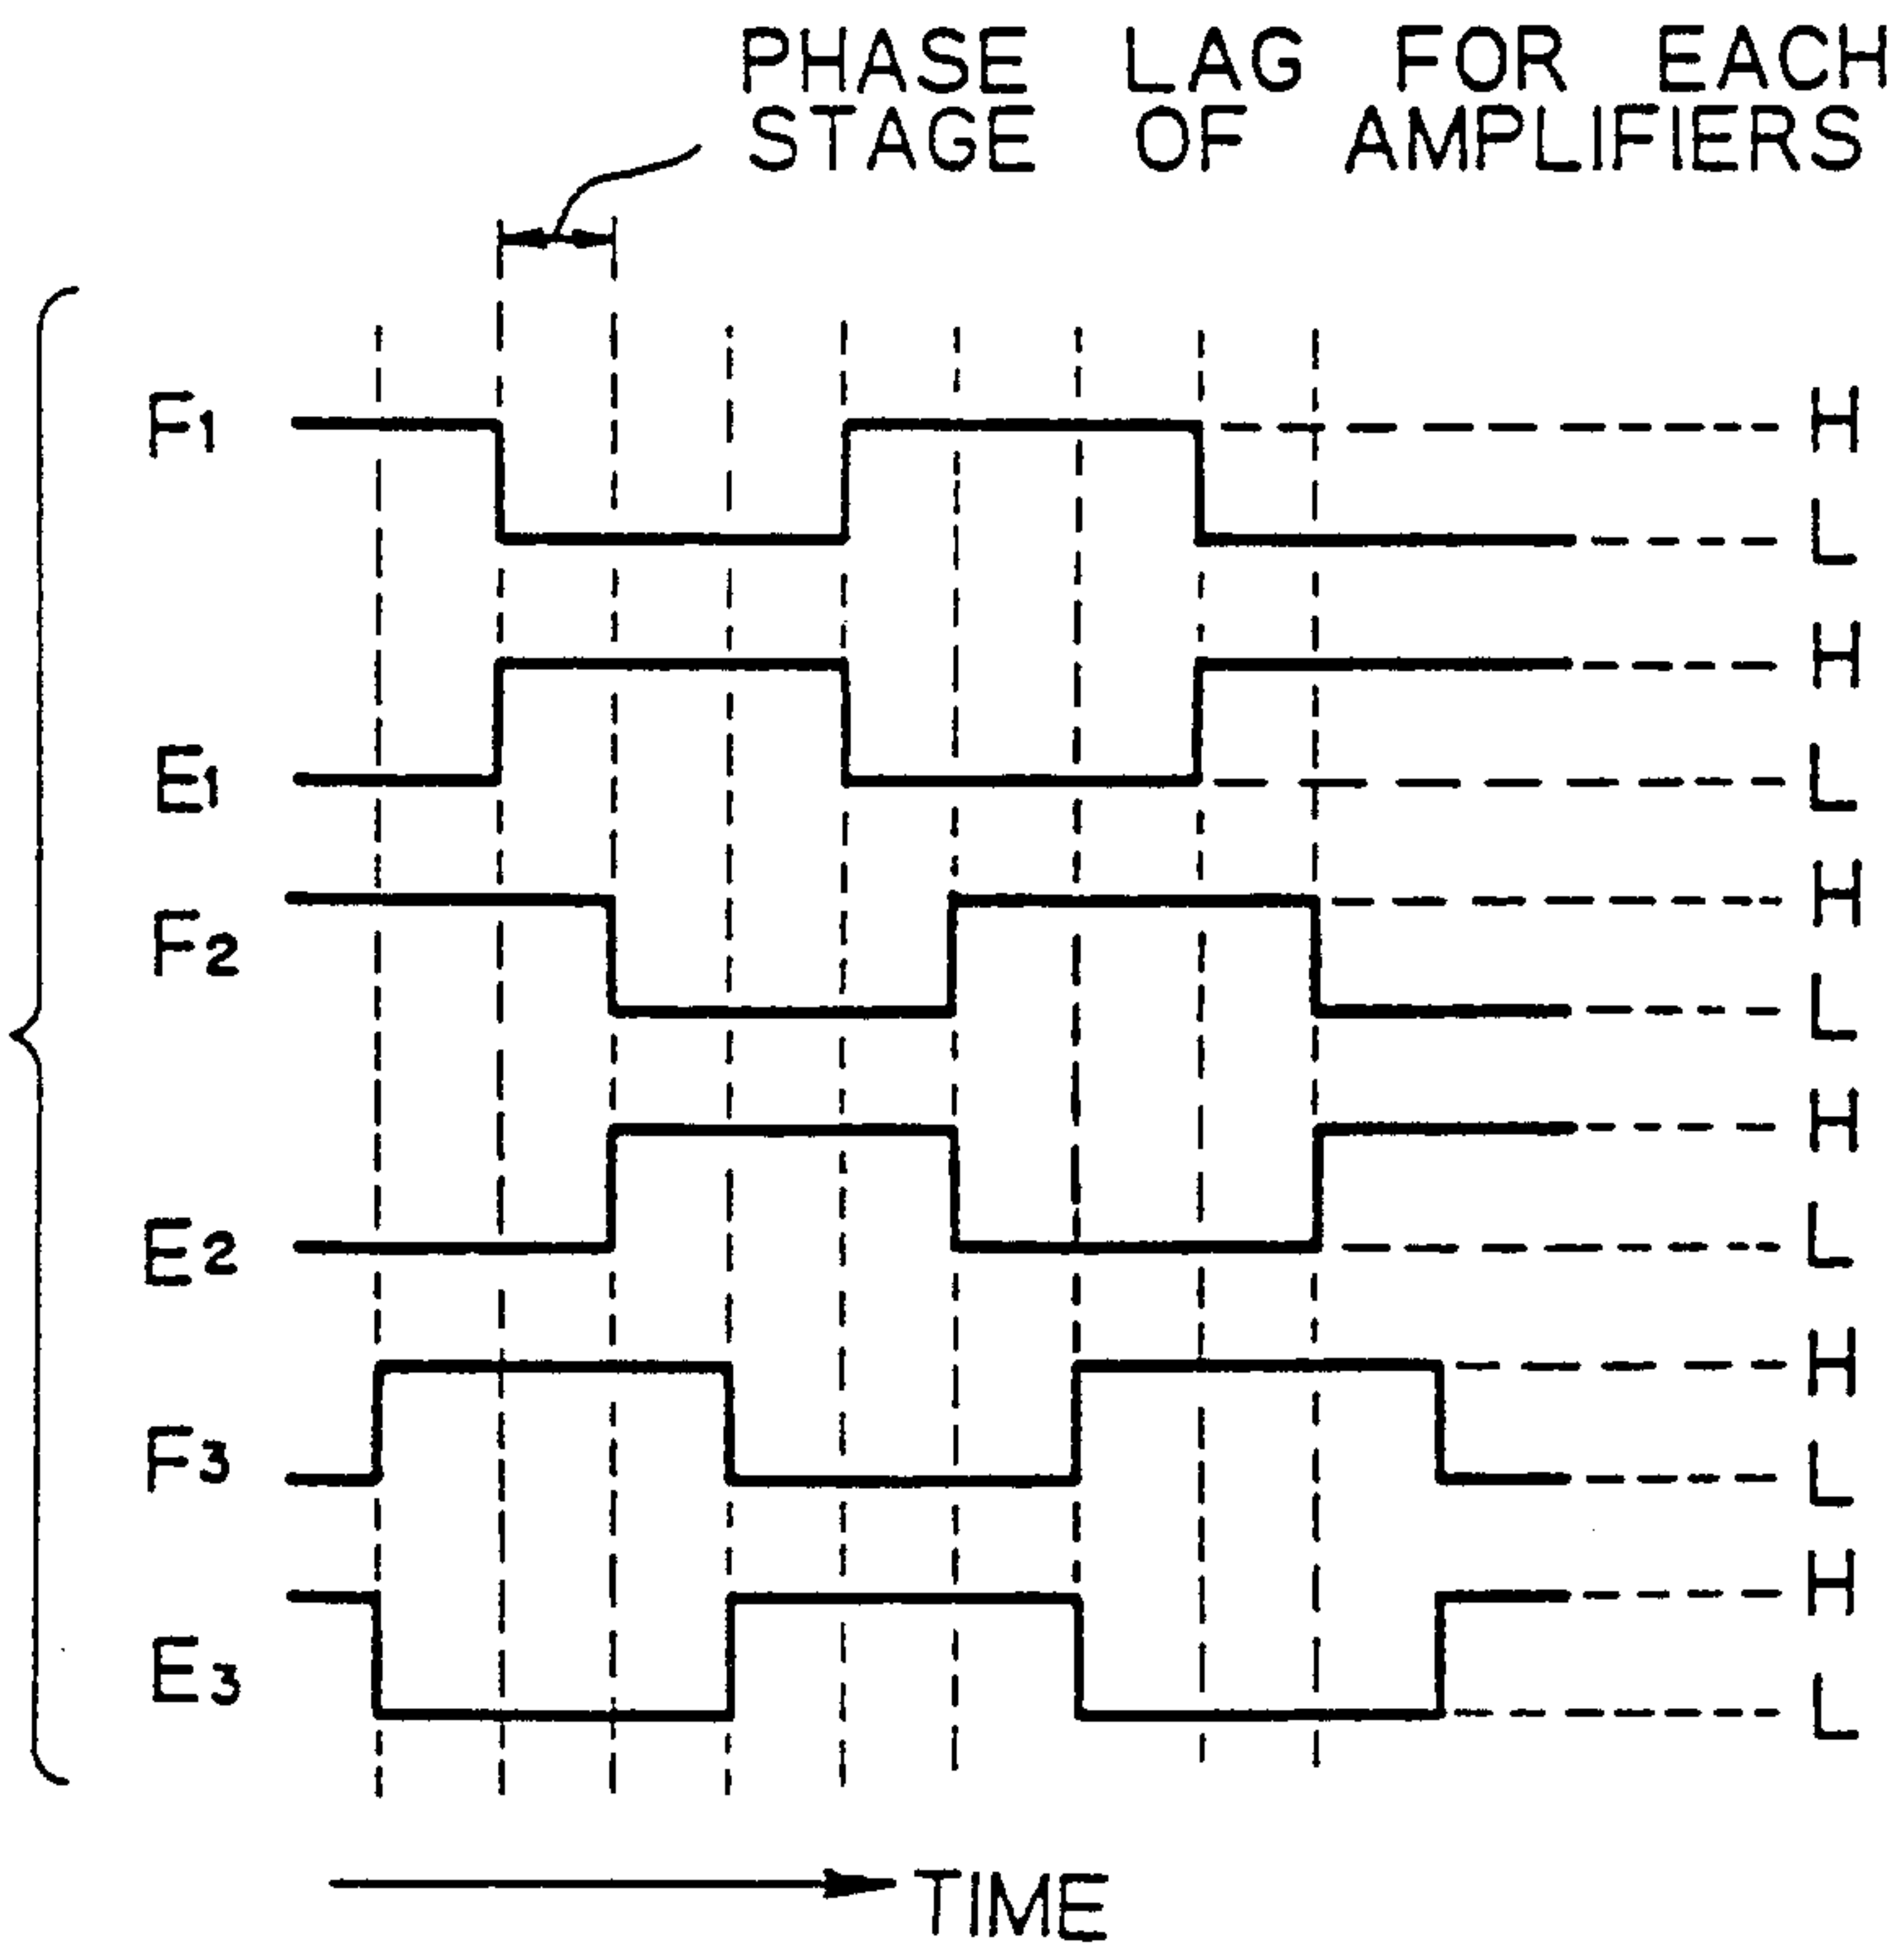 PHASE LAG FOR EACH
STAGE OF AMPLIFIERS
F1
H
L
E1
H
L
F2
H
L
E2
H
L
F3
H
L
E3
H
L
TIME